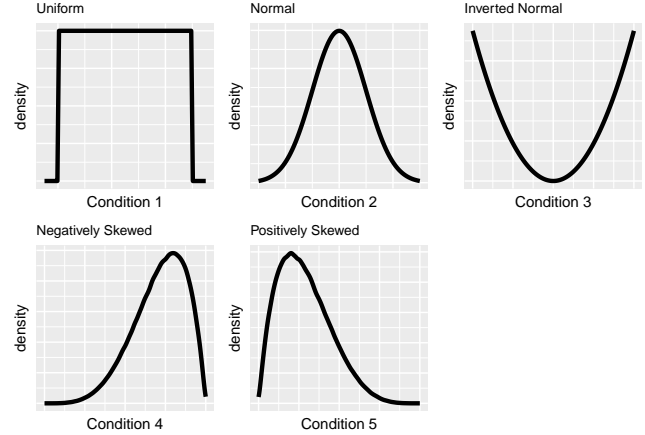 Uniform
Normal
Inverted Normal
density
density
density
Condition 1
Condition 2
Condition 3
Negatively Skewed
Positively Skewed
density
density
Condition 4
Condition 5